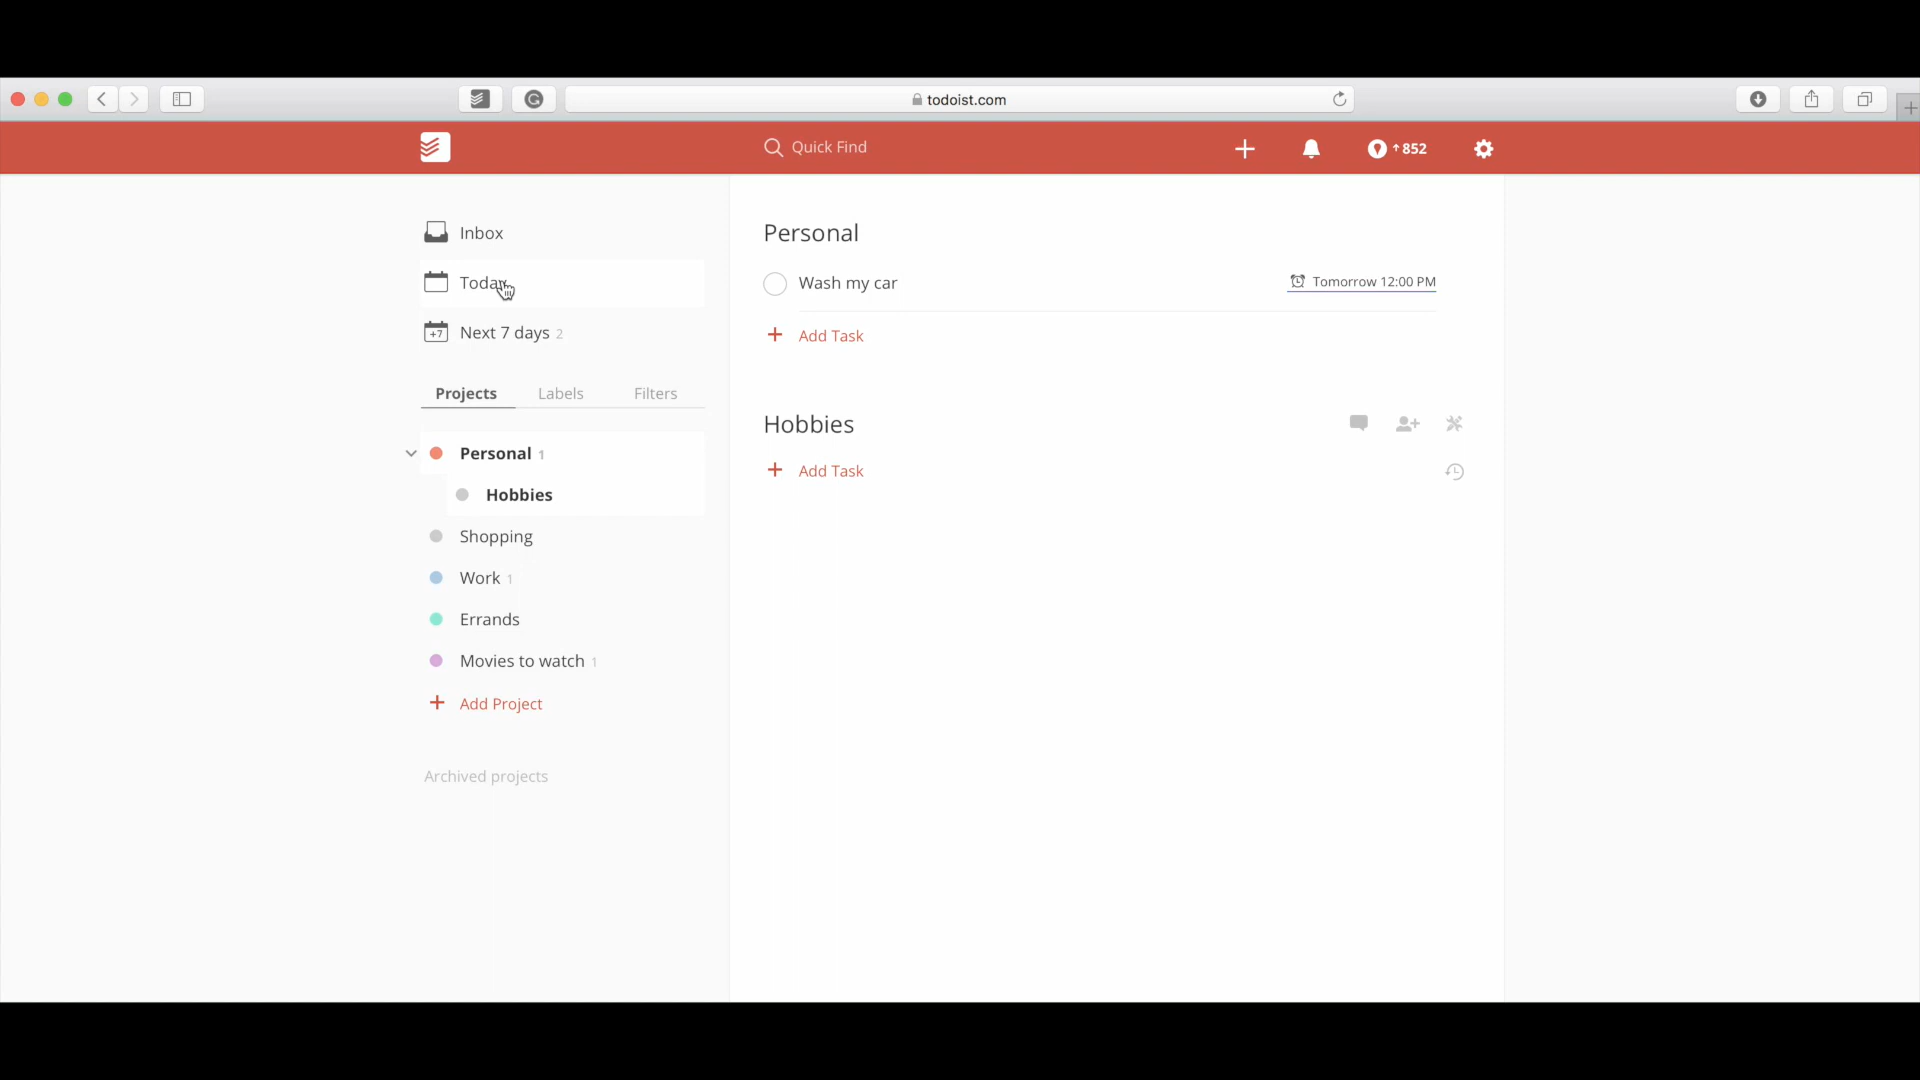 todoist.com
Quick Find
852
Inbox
Today
+7
Next 7 days 2
Projects Labels Filters
Personal 1
Hobbies
Shopping
Work 1
Errands
Movies to watch 1
+ Add Project
Archived projects
Personal
Wash my car Tomorrow 12:00 PM
+ Add Task
Hobbies
+ Add Task